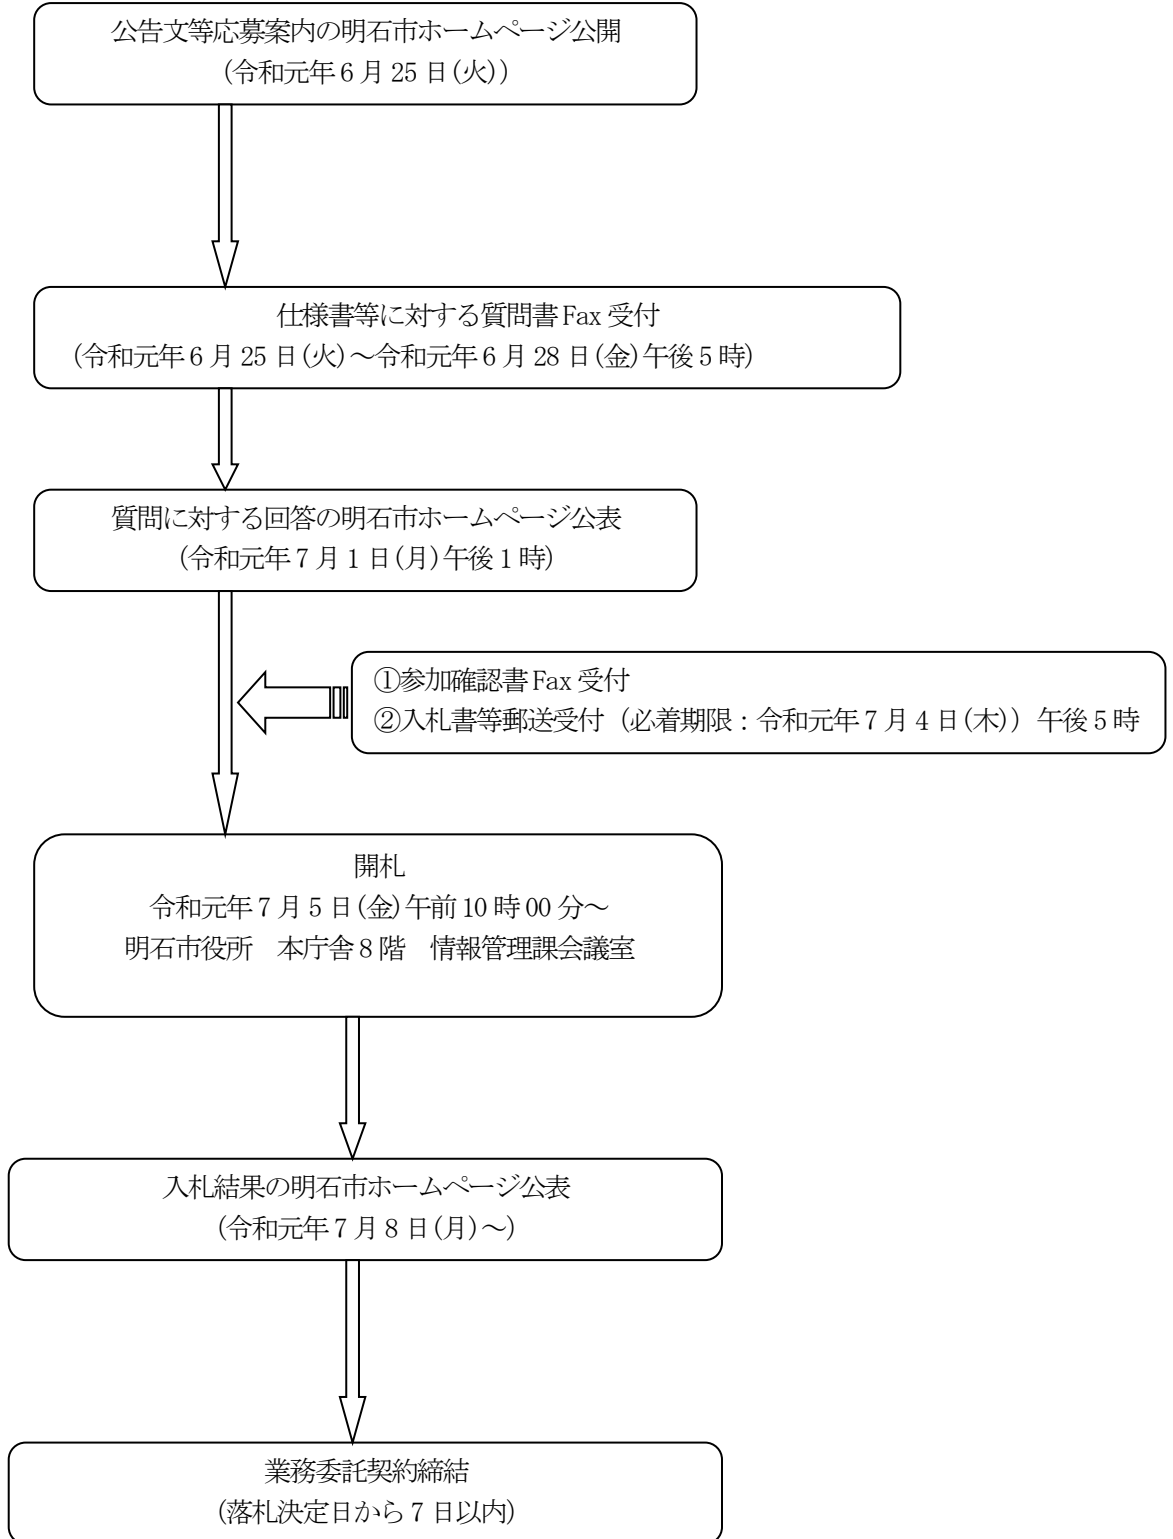 公告文等応募案内の明石市ホームページ公開
(令和元年6月25日(火))
仕様書等に対する質問書Fax受付
(令和元年6月25日(火)～令和元年6月28日(金)午後5時)
質問に対する回答の明石市ホームページ公表
(令和元年7月1日(月)午後1時)
①参加確認書Fax受付
②入札書等郵送受付（必着期限：令和元年7月4日(木)）午後5時
開札
令和元年7月5日(金)午前10時00分～
明石市役所　本庁舎8階　情報管理課会議室
入札結果の明石市ホームページ公表
(令和元年7月8日(月)～)
業務委託契約締結
(落札決定日から7日以内)